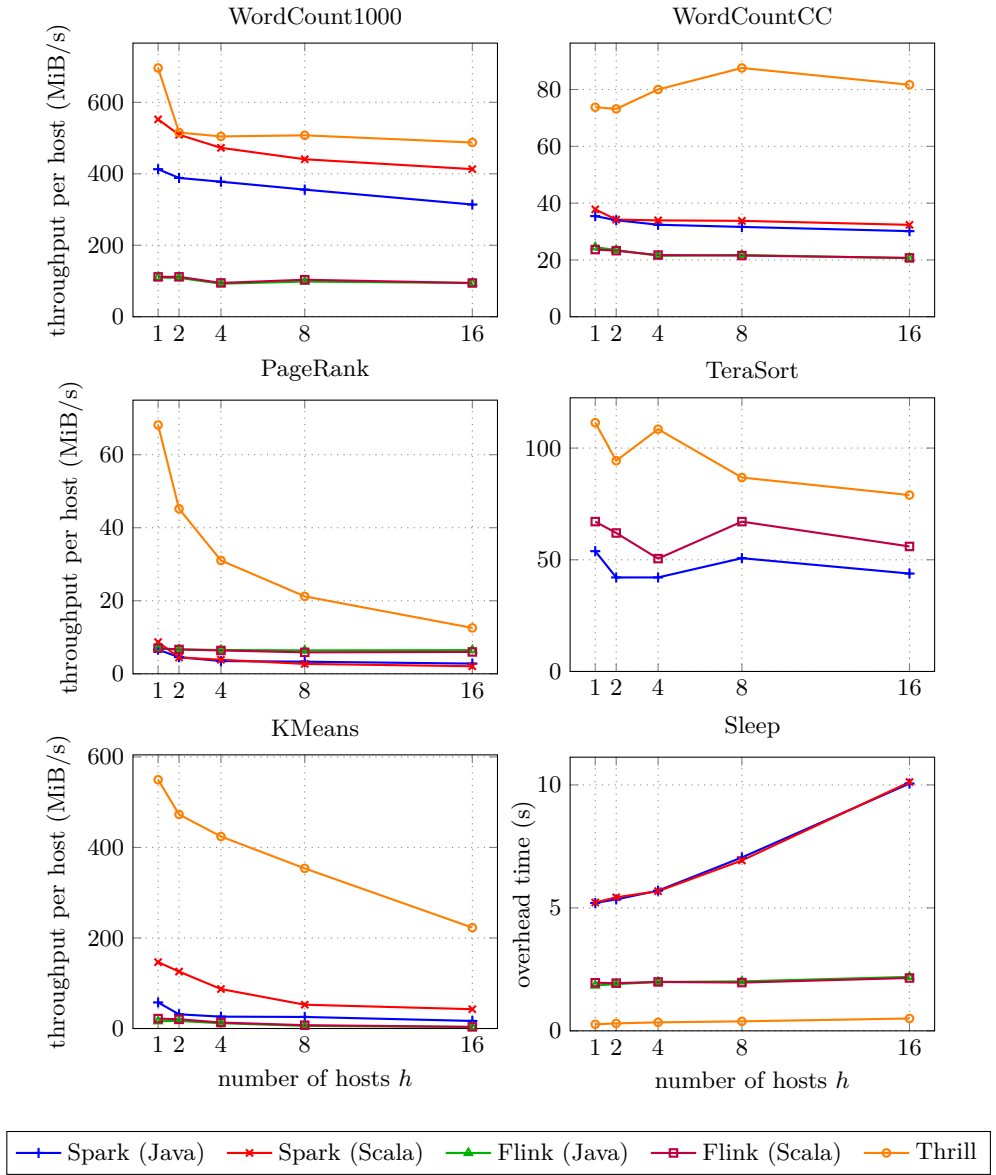 WordCount1000
WordCountCC
throughput per host (MiB/s)
600
400
200
0
1 2 4 8 16
80
60
40
20
0
1 2 4 8 16
PageRank
TeraSort
throughput per host (MiB/s)
60
40
20
0
1 2 4 8 16
100
50
0
1 2 4 8 16
KMeans
Sleep
throughput per host (MiB/s)
600
400
200
0
1 2 4 8 16
number of hosts h
overhead time (s)
10
5
0
1 2 4 8 16
number of hosts h
Spark (Java) Spark (Scala) Flink (Java) Flink (Scala) Thrill